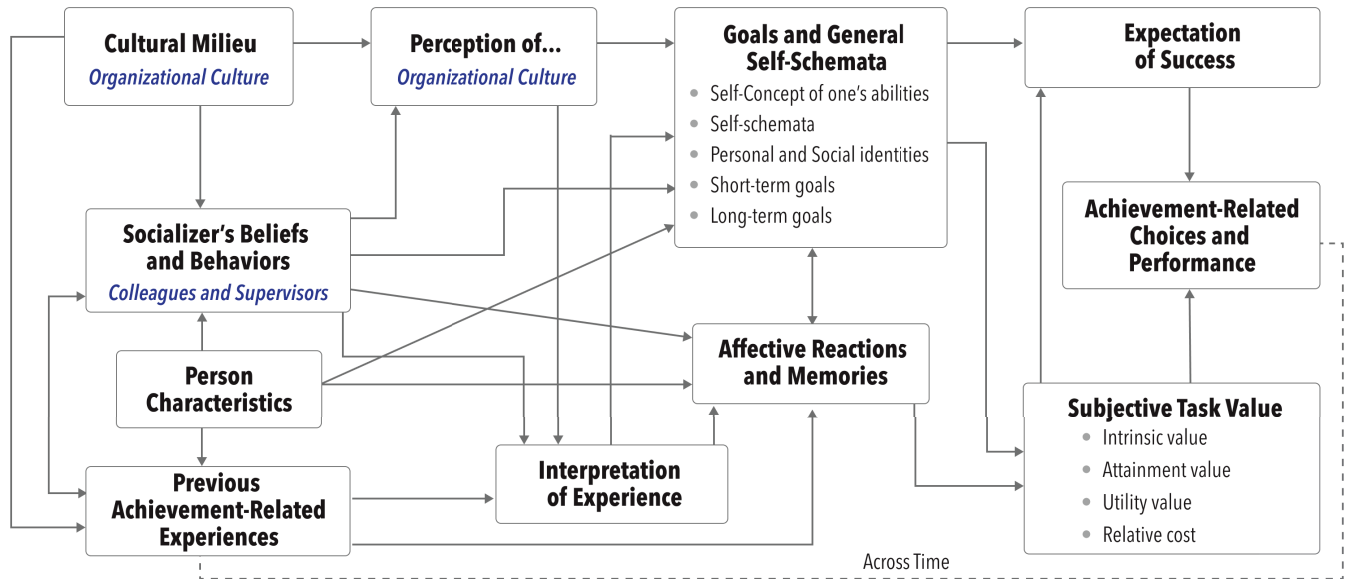 Cultural Milieu
Organizational Culture
Perception of...
Organizational Culture
Goals and General
Self-Schemata
Self-Concept of one's abilities
Self-schemata
Personal and Social identities
Short-term goals
Long-term goals
Expectation
of Success
Achievement-Related
Choices and
Performance
Socializer's Beliefs
and Behaviors
Colleagues and Supervisors
Affective Reactions
and Memories
Person
Characteristics
Subjective Task Value
Intrinsic value
Attainment value
Utility value
Relative cost
Interpretation
of Experience
Previous
Achievement-Related
Experiences
Across Time